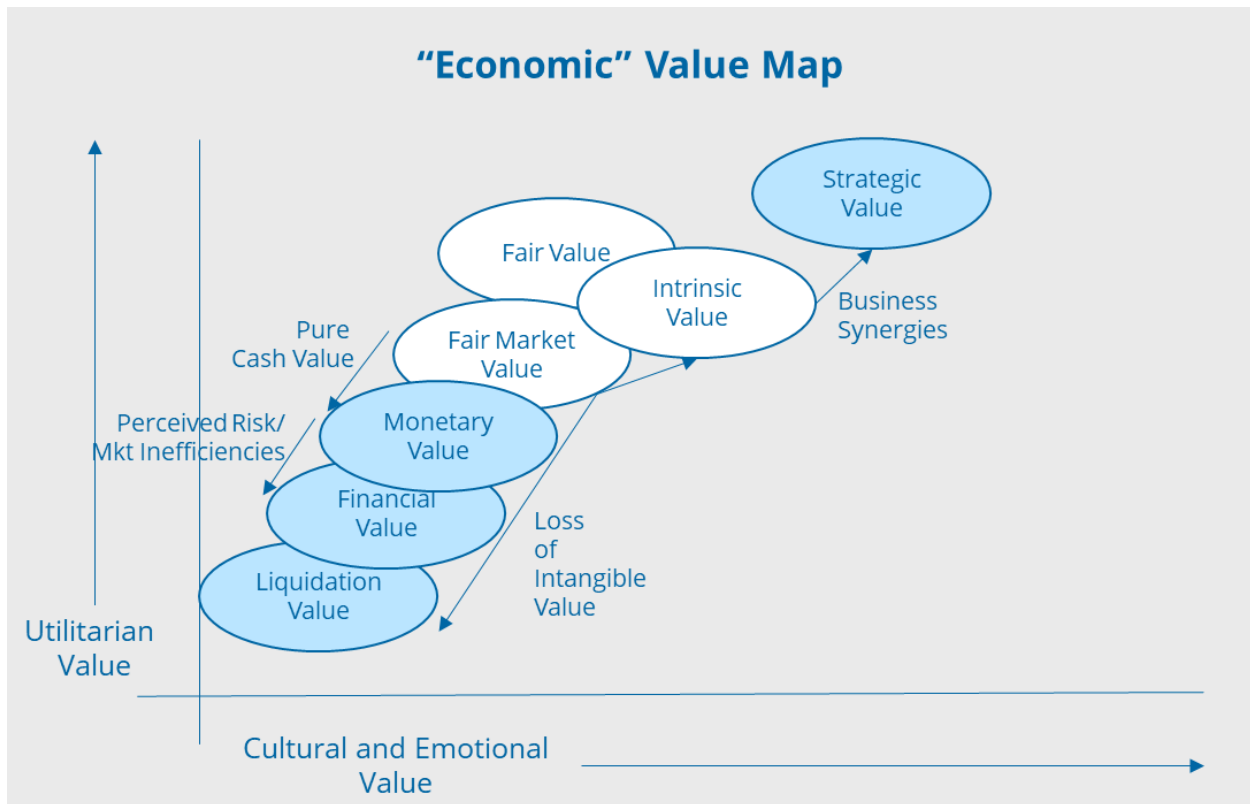 “Economic” Value Map
Strategic
Value
Fair Value
Intrinsic
Value
Business
Synergies
Pure
Cash Value
Fair Market
Value
Perceived Risk/
Mkt Inefficiencies
Monetary
Value
Financial
Value
Loss
of
Intangible
Value
Liquidation
Value
Utilitarian
Value
Cultural and Emotional
Value